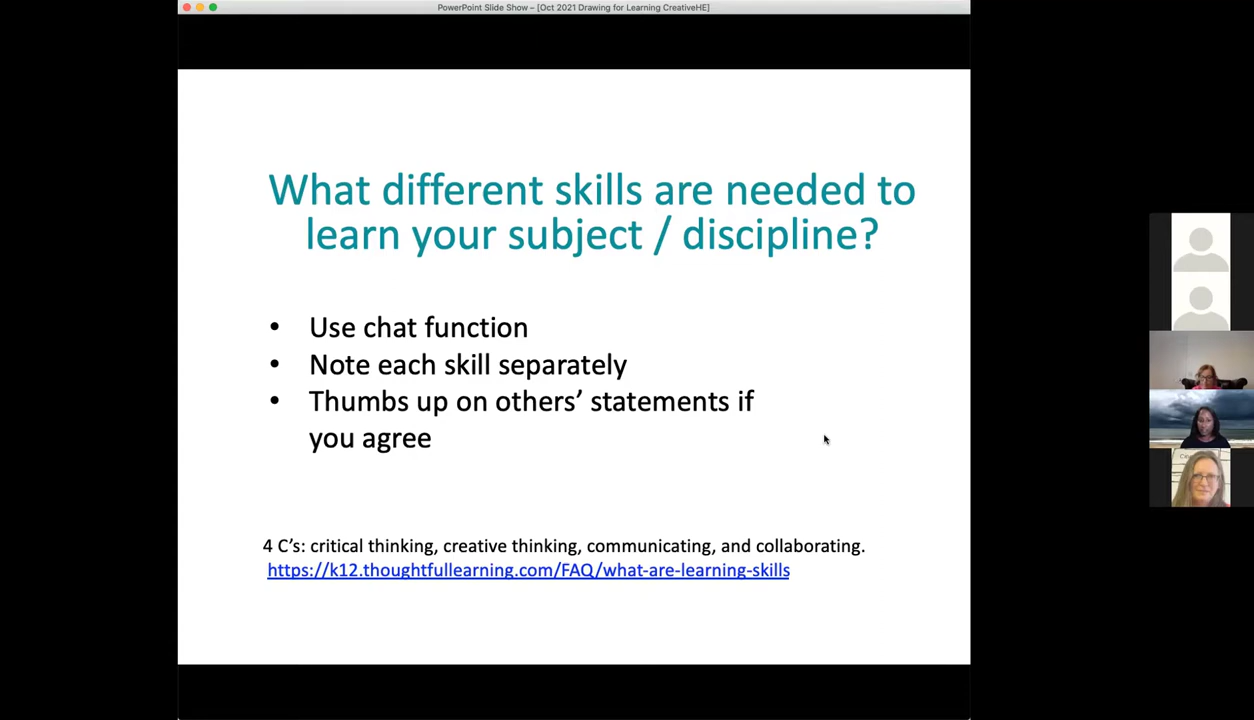 PowerPoint Slide Show – [Oct 2021 Drawing for Learning CreativeHE]
What different skills are needed to
learn your subject / discipline?
• Use chat function
• Note each skill separately
• Thumbs up on others’ statements if
you agree
4 C’s: critical thinking, creative thinking, communicating, and collaborating.
https://k12.thoughtfullearning.com/FAQ/what-are-learning-skills